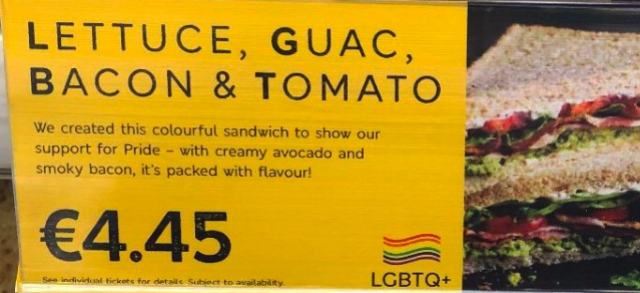 LETTUCE, GUAC,
BACON & TOMATO
We created this colourful sandwich to show our
support for Pride – with creamy avocado and
smoky bacon, it's packed with flavour!
€4.45
See individual tickets for details. Subject to availability.
LGBTQ+